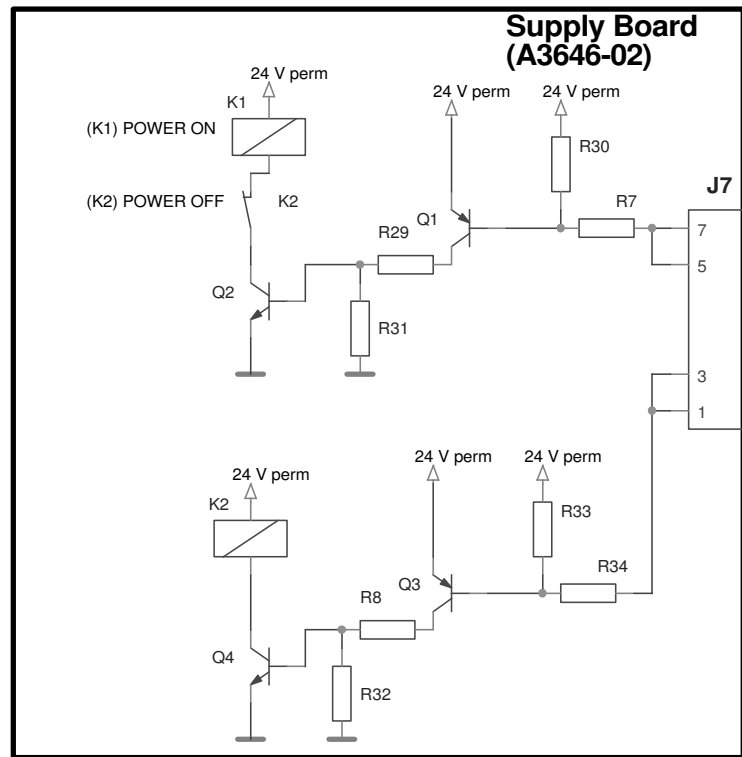 Supply Board
(A3646-02)
24 V perm
K1
(K1) POWER ON
(K2) POWER OFF
K2
Q2
24 V perm
24 V perm
R30
R7
J7
Q1
R29
R31
7
5
3
1
24 V perm
K2
24 V perm
24 V perm
R33
R34
Q3
R8
Q4
R32